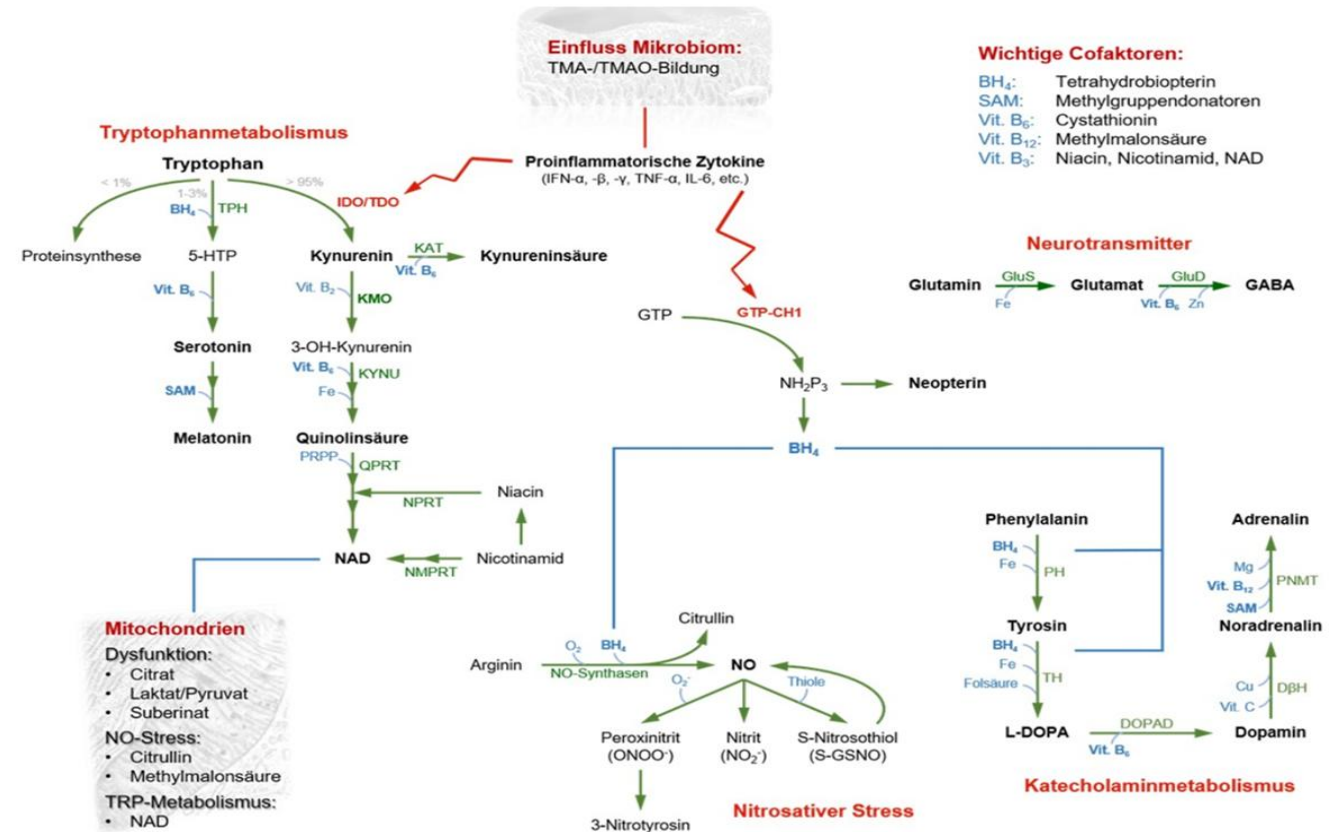 Einfluss Mikrobiom:
TMA-/TMAO-Bildung
Wichtige Cofaktoren:
BH₄: Tetrahydrobiopterin
SAM: Methylgruppendonatoren
Vit. B₆: Cystathionin
Vit. B₁₂: Methylmalonsäure
Vit. B₃: Niacin, Nicotinamid, NAD
Tryptophanmetabolismus
Tryptophan
< 1%
1-3%
> 95%
BH₄
TPH
IDO/TDO
Proinflammatorische Zytokine
(IFN-α, -β, -γ, TNF-α, IL-6, etc.)
Proteinsynthese
5-HTP
Kynurenin
KAT
Vit. B₆
Kynureninsäure
Vit. B₆
Vit. B₂
KMO
Serotonin
3-OH-Kynurenin
SAM
Vit. B₆
KYNU
Fe
Melatonin
Quinolinsäure
PRPP
QPRT
Niacin
NPRT
NAD
Nicotinamid
NMPRT
Neurotransmitter
Glutamin
GluS
Fe
Glutamat
GluD
Vit. B₆
Zn
GABA
GTP
GTP-CH1
NH₂P₃
Neopterin
BH₄
Mitochondrien
Dysfunktion:
• Citrat
• Laktat/Pyruvat
• Suberinat
NO-Stress:
• Citrullin
• Methylmalonsäure
TRP-Metabolismus:
• NAD
Citrullin
Arginin
O₂
BH₄
NO-Synthasen
NO
O₂⁻
Thiole
Peroxinitrit
(ONOO⁻)
Nitrit
(NO₂⁻)
S-Nitrosothiol
(S-GSNO)
3-Nitrotyrosin
Nitrosativer Stress
Phenylalanin
BH₄
Fe
PH
Tyrosin
BH₄
Fe
Folsäure
TH
L-DOPA
DOPAD
Vit. B₆
Dopamin
Cu
Vit. C
DβH
Noradrenalin
Mg
Vit. B₁₂
SAM
PNMT
Adrenalin
Katecholaminmetabolismus